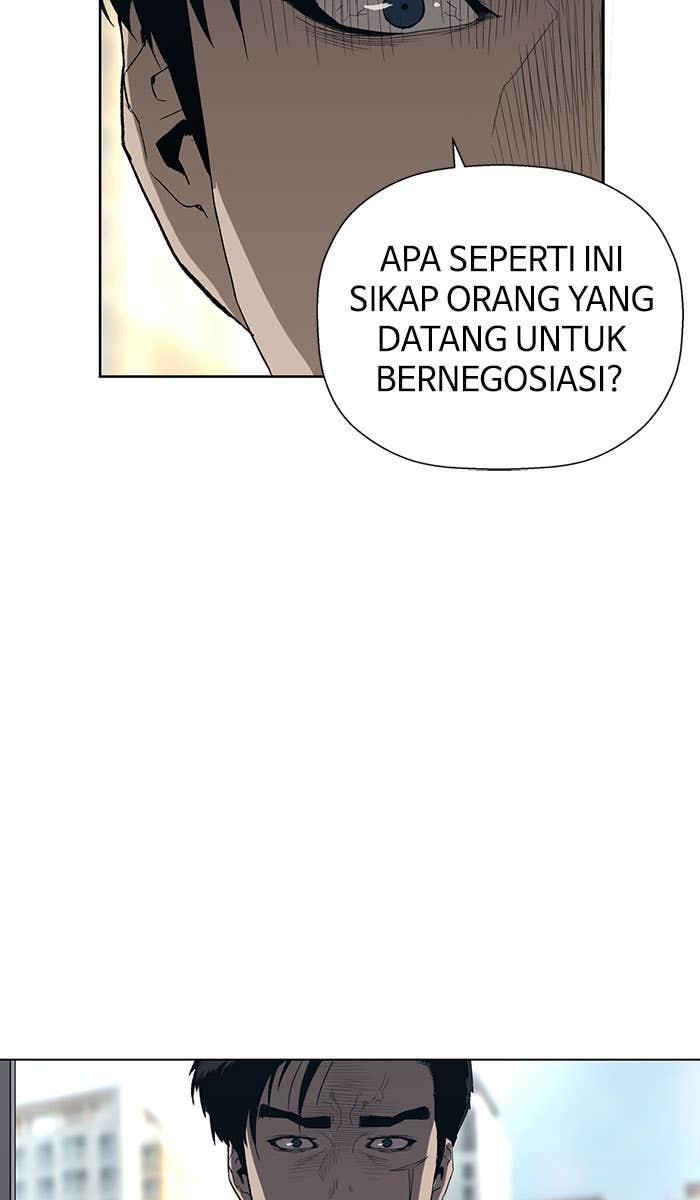 APA SEPERTI INI
SIKAP ORANG YANG
DATANG UNTUK
BERNEGOSIASI?